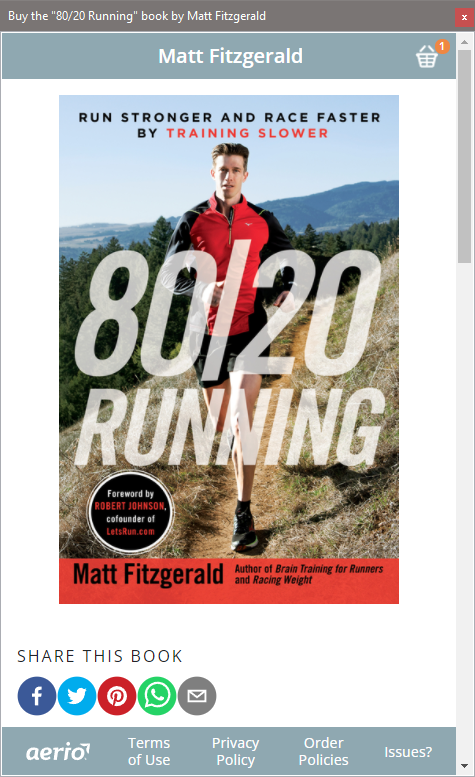 Buy the "80/20 Running" book by Matt Fitzgerald
x
Matt Fitzgerald
1
RUN STRONGER AND RACE FASTER
BY TRAINING SLOWER
80/20
RUNNING
Foreword by
ROBERT JOHNSON,
cofounder of
LetsRun.com
Matt Fitzgerald
Author of Brain Training for Runners
and Racing Weight
SHARE THIS BOOK
aerio
Terms
of Use
Privacy
Policy
Order
Policies
Issues?